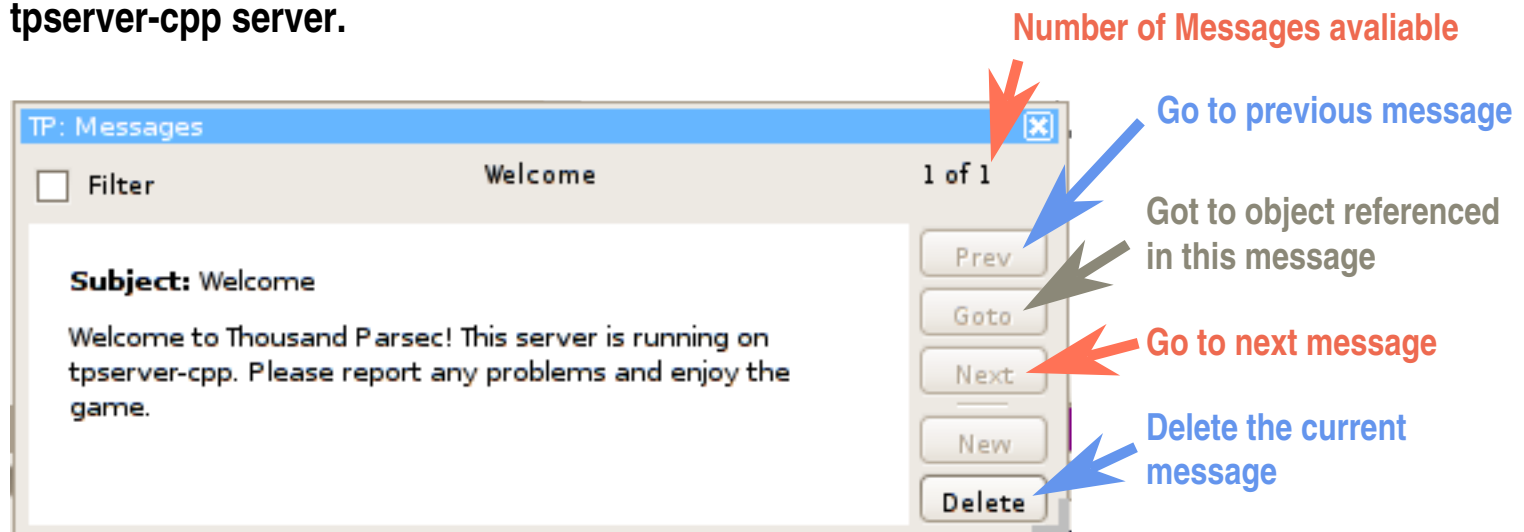 tpserver-cpp server.
Number of Messages avaliable
Go to previous message
TP: Messages
Filter
Welcome
1 of 1
Got to object referenced
in this message
Prev
Subject: Welcome
Goto
Welcome to Thousand Parsec! This server is running on
tpserver-cpp. Please report any problems and enjoy the
game.
Go to next message
Next
Delete the current
message
New
Delete